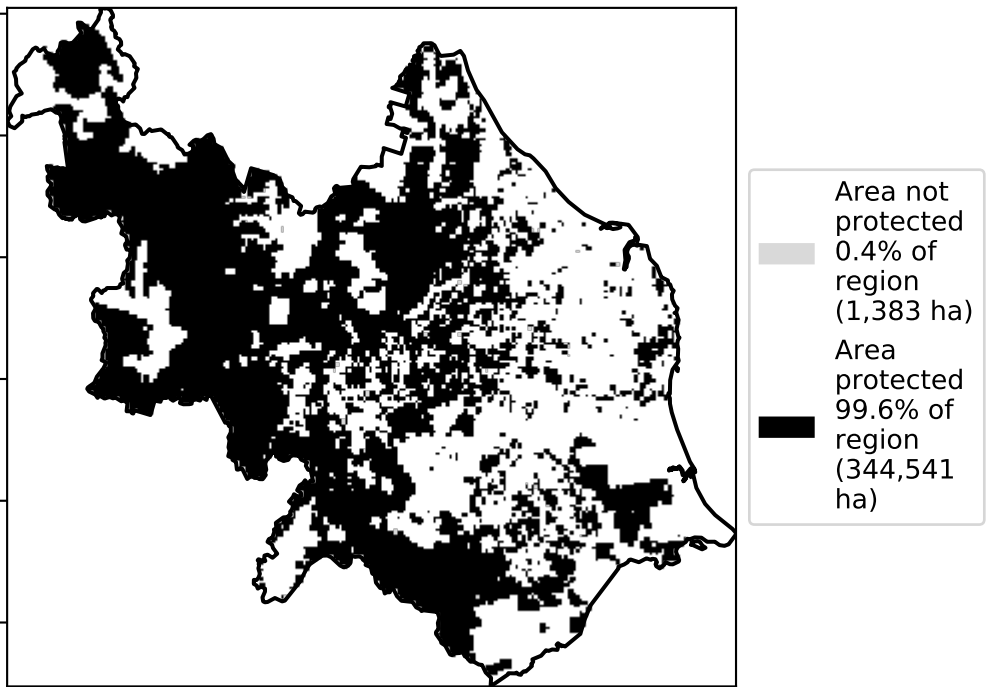 Area not
protected
0.4% of
region
(1,383 ha)
Area
protected
99.6% of
region
(344,541
ha)